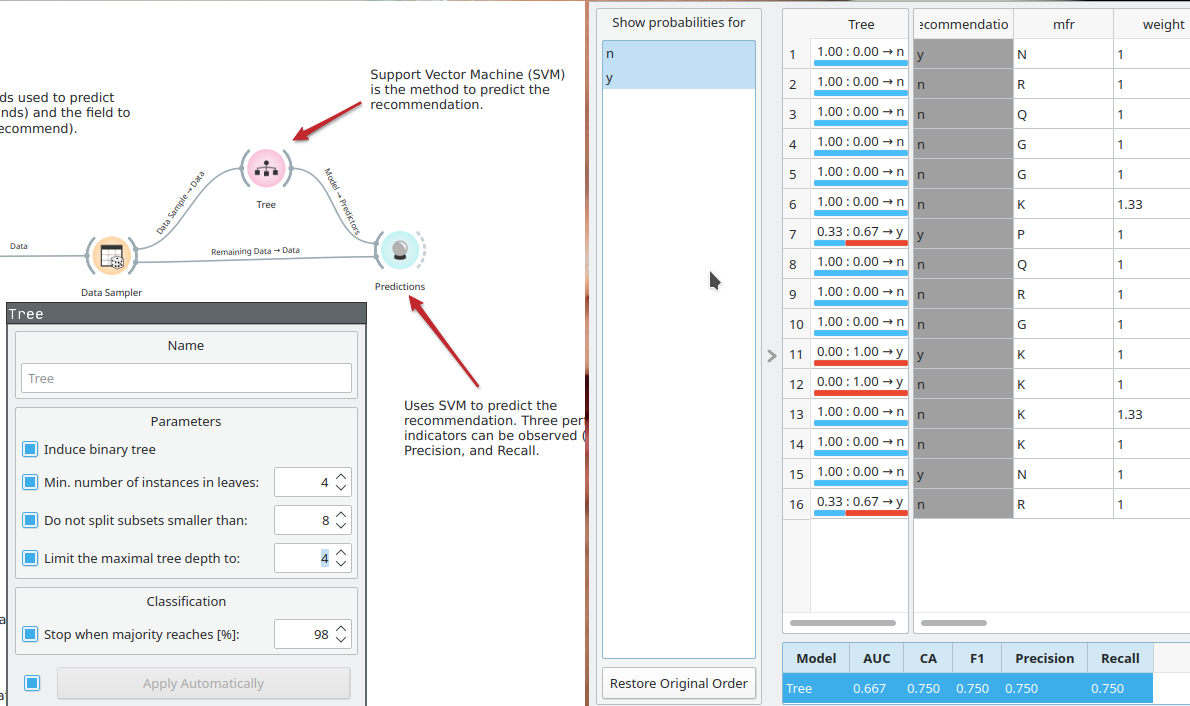 Support Vector Machine (SVM)
is the method to predict the
recommendation.
ds used to predict
nds) and the field to
ecommend).
Data Sample → Data
Model → Predictors
Tree
Data
Remaining Data → Data
Data Sampler
Predictions
Uses SVM to predict the
recommendation. Three per
indicators can be observed (
Precision, and Recall.
Tree
Name
Tree
Parameters
Induce binary tree
Min. number of instances in leaves: 4
Do not split subsets smaller than: 8
Limit the maximal tree depth to: 4
Classification
Stop when majority reaches [%]: 98
Apply Automatically
Show probabilities for
n
y
Restore Original Order
Tree ecommendatio mfr weight
1 1.00 : 0.00 → n y N 1
2 1.00 : 0.00 → n n R 1
3 1.00 : 0.00 → n n Q 1
4 1.00 : 0.00 → n n G 1
5 1.00 : 0.00 → n n G 1
6 1.00 : 0.00 → n n K 1.33
7 0.33 : 0.67 → y y P 1
8 1.00 : 0.00 → n n Q 1
9 1.00 : 0.00 → n n R 1
10 1.00 : 0.00 → n n G 1
11 0.00 : 1.00 → y y K 1
12 0.00 : 1.00 → y n K 1
13 1.00 : 0.00 → n n K 1.33
14 1.00 : 0.00 → n n K 1
15 1.00 : 0.00 → n y N 1
16 0.33 : 0.67 → y n R 1
Model AUC CA F1 Precision Recall
Tree 0.667 0.750 0.750 0.750 0.750